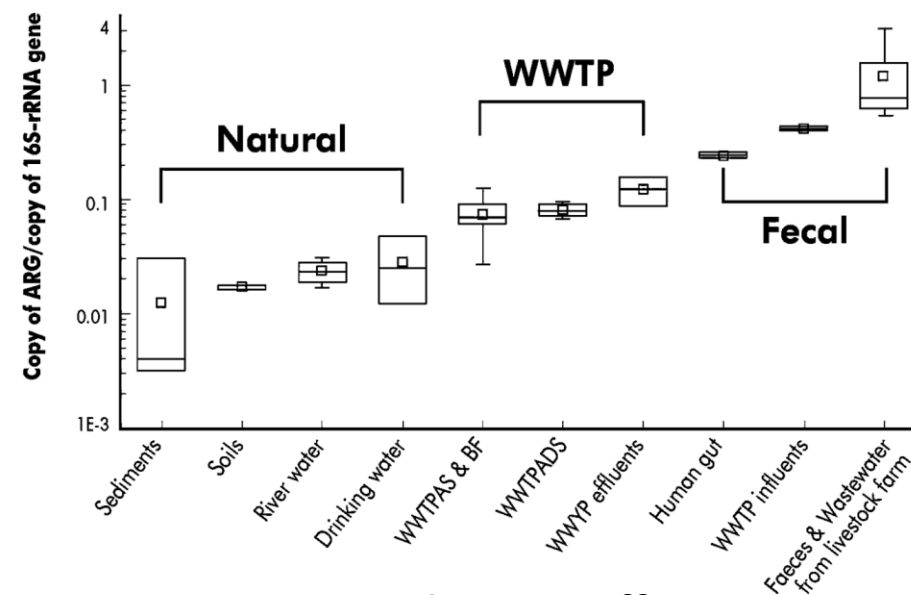 Copy of ARG/copy of 16S-rRNA gene
4
1
0.1
0.01
1E-3
Natural
WWTP
Fecal
Sediments
Soils
River water
Drinking water
WWTPAS & BF
WWTPADS
WWYP effluents
Human gut
WWTP influents
Faeces & Wastewater
from livestock farm